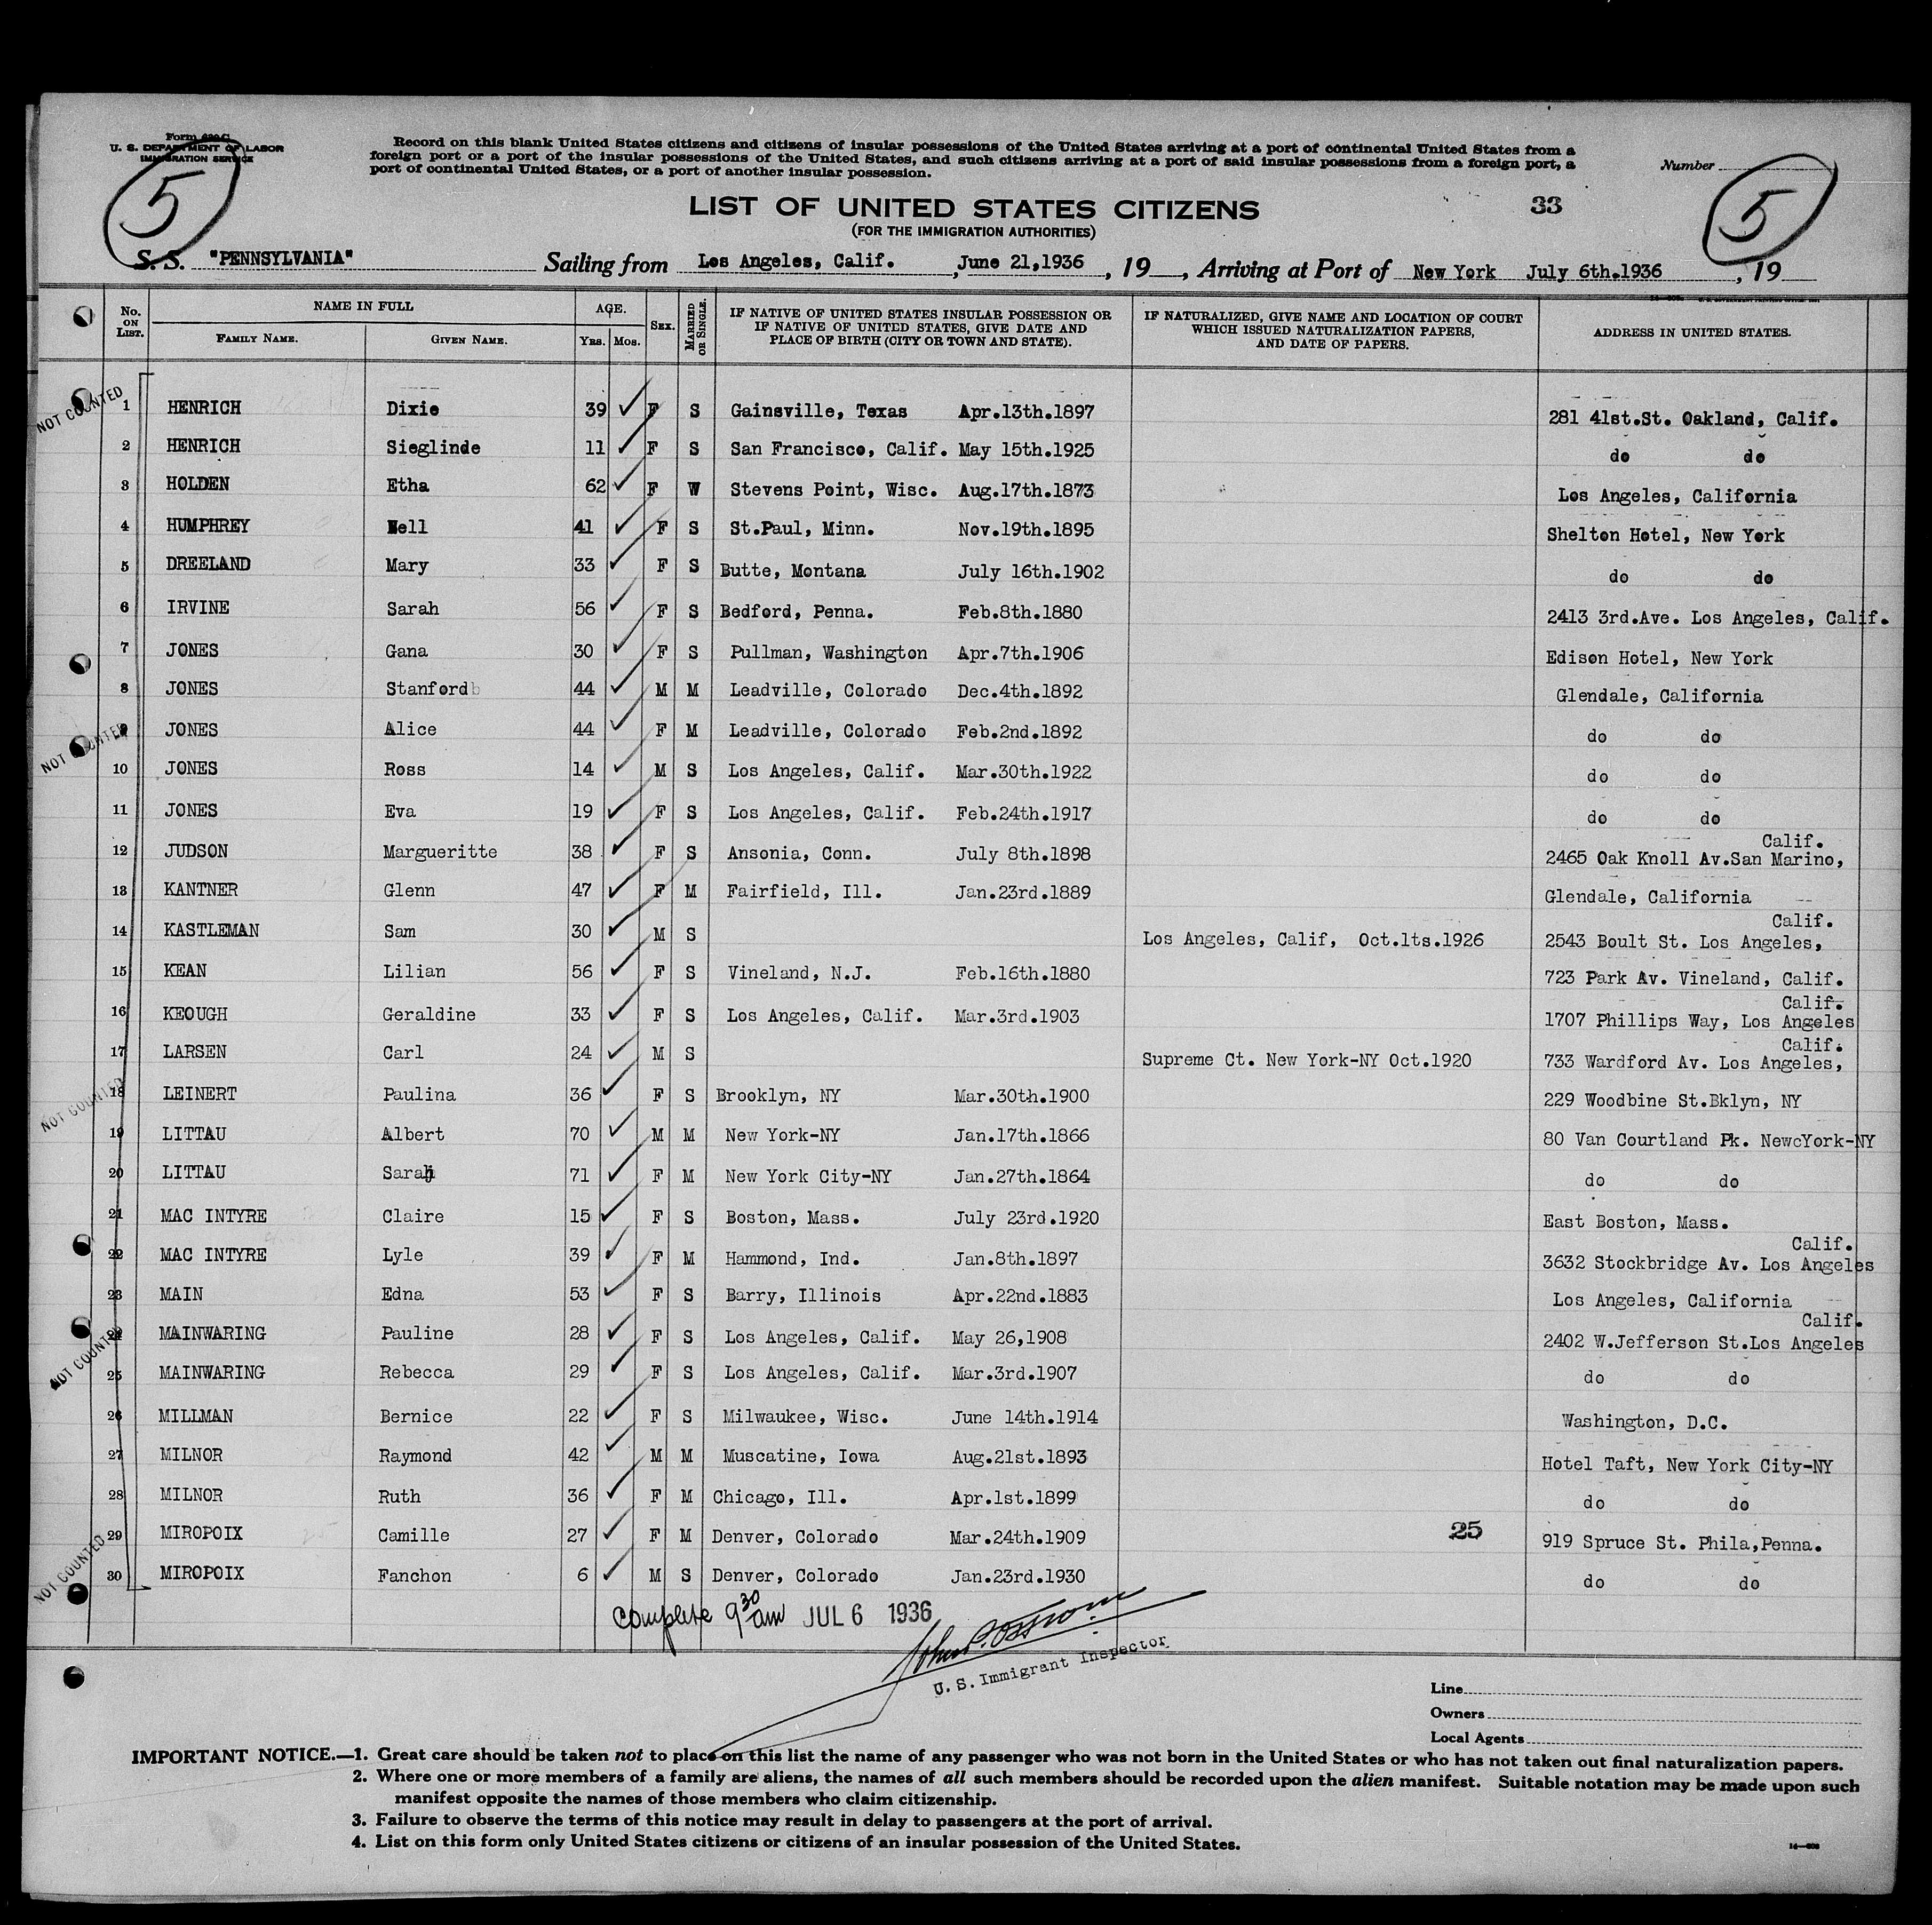 Form 630 C
U. S. DEPARTMENT OF LABOR
IMMIGRATION SERVICE
5
Record on this blank United States citizens and citizens of insular possessions of the United States arriving at a port of continental United States from a
foreign port or a port of the insular possessions of the United States, and such citizens arriving at a port of said insular possessions from a foreign port, a
port of continental United States, or a port of another insular possession.
Number
5
LIST OF UNITED STATES CITIZENS
33
(FOR THE IMMIGRATION AUTHORITIES)
S. S. "PENNSYLVANIA" Sailing from Los Angeles, Calif. , June 21,1936 , 19 , Arriving at Port of New York July 6th.1936 , 19
No. ON LIST. NAME IN FULL FAMILY NAME. GIVEN NAME. AGE. YRS. MOS. SEX. MARRIED OR SINGLE. IF NATIVE OF UNITED STATES INSULAR POSSESSION OR IF NATIVE OF UNITED STATES, GIVE DATE AND PLACE OF BIRTH (CITY OR TOWN AND STATE). IF NATURALIZED, GIVE NAME AND LOCATION OF COURT WHICH ISSUED NATURALIZATION PAPERS, AND DATE OF PAPERS. ADDRESS IN UNITED STATES.
NOT COUNTED 1 HENRICH Dixie 39 ✓ F S Gainsville, Texas Apr.13th.1897 281 41st.St. Oakland, Calif.
2 HENRICH Sieglinde 11 ✓ F S San Francisco, Calif. May 15th.1925 do do
3 HOLDEN Etha 62 ✓ F W Stevens Point, Wisc. Aug.17th.1873 Los Angeles, California
4 HUMPHREY Nell 41 ✓ F S St.Paul, Minn. Nov.19th.1895 Shelton Hotel, New York
5 DREELAND Mary 33 ✓ F S Butte, Montana July 16th.1902 do do
6 IRVINE Sarah 56 ✓ F S Bedford, Penna. Feb.8th.1880 2413 3rd.Ave. Los Angeles, Calif.
7 JONES Gana 30 ✓ F S Pullman, Washington Apr.7th.1906 Edison Hotel, New York
8 JONES Stanford 44 ✓ M M Leadville, Colorado Dec.4th.1892 Glendale, California
NOT COUNTED 9 JONES Alice 44 ✓ F M Leadville, Colorado Feb.2nd.1892 do do
10 JONES Ross 14 ✓ M S Los Angeles, Calif. Mar.30th.1922 do do
11 JONES Eva 19 ✓ F S Los Angeles, Calif. Feb.24th.1917 do do
Calif.
12 JUDSON Margueritte 38 ✓ F S Ansonia, Conn. July 8th.1898 2465 Oak Knoll Av.San Marino,
13 KANTNER Glenn 47 ✓ F M Fairfield, Ill. Jan.23rd.1889 Glendale, California
Calif.
14 KASTLEMAN Sam 30 ✓ M S Los Angeles, Calif, Oct.1ts.1926 2543 Boult St. Los Angeles,
15 KEAN Lilian 56 ✓ F S Vineland, N.J. Feb.16th.1880 723 Park Av. Vineland, Calif.
Calif.
16 KEOUGH Geraldine 33 ✓ F S Los Angeles, Calif. Mar.3rd.1903 1707 Phillips Way, Los Angeles
Calif.
17 LARSEN Carl 24 ✓ M S Supreme Ct. New York-NY Oct.1920 733 Wardford Av. Los Angeles,
NOT COUNTED 18 LEINERT Paulina 36 ✓ F S Brooklyn, NY Mar.30th.1900 229 Woodbine St.Bklyn, NY
19 LITTAU Albert 70 ✓ M M New York-NY Jan.17th.1866 80 Van Courtland Pk. NewcYork-NY
20 LITTAU Sarah 71 ✓ F M New York City-NY Jan.27th.1864 do do
21 MAC INTYRE Claire 15 ✓ F S Boston, Mass. July 23rd.1920 East Boston, Mass.
Calif.
22 MAC INTYRE Lyle 39 ✓ F M Hammond, Ind. Jan.8th.1897 3632 Stockbridge Av. Los Angeles
23 MAIN Edna 53 ✓ F S Barry, Illinois Apr.22nd.1883 Los Angeles, California
Calif.
NOT COUNTED 24 MAINWARING Pauline 28 ✓ F S Los Angeles, Calif. May 26,1908 2402 W.Jefferson St.Los Angeles
25 MAINWARING Rebecca 29 ✓ F S Los Angeles, Calif. Mar.3rd.1907 do do
26 MILLMAN Bernice 22 ✓ F S Milwaukee, Wisc. June 14th.1914 Washington, D.C.
27 MILNOR Raymond 42 ✓ M M Muscatine, Iowa Aug.21st.1893 Hotel Taft, New York City-NY
28 MILNOR Ruth 36 ✓ F M Chicago, Ill. Apr.1st.1899 do do
29 MIROPOIX Camille 27 ✓ F M Denver, Colorado Mar.24th.1909 25 919 Spruce St. Phila,Penna.
NOT COUNTED 30 MIROPOIX Fanchon 6 ✓ M S Denver, Colorado Jan.23rd.1930 do do
complete 9 30 am JUL 6 1936
U. S. Immigrant Inspector
Line
Owners
Local Agents
IMPORTANT NOTICE.—1. Great care should be taken not to place on this list the name of any passenger who was not born in the United States or who has not taken out final naturalization papers.
2. Where one or more members of a family are aliens, the names of all such members should be recorded upon the alien manifest. Suitable notation may be made upon such
manifest opposite the names of those members who claim citizenship.
3. Failure to observe the terms of this notice may result in delay to passengers at the port of arrival.
4. List on this form only United States citizens or citizens of an insular possession of the United States.